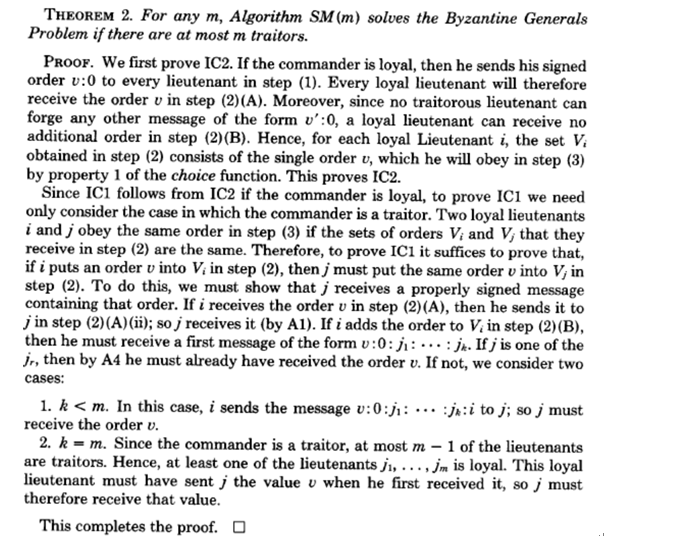 THEOREM 2. For any m, Algorithm SM(m) solves the Byzantine Generals
Problem if there are at most m traitors.
PROOF. We first prove IC2. If the commander is loyal, then he sends his signed
order v:0 to every lieutenant in step (1). Every loyal lieutenant will therefore
receive the order v in step (2)(A). Moreover, since no traitorous lieutenant can
forge any other message of the form v′:0, a loyal lieutenant can receive no
additional order in step (2)(B). Hence, for each loyal Lieutenant i, the set Vᵢ
obtained in step (2) consists of the single order v, which he will obey in step (3)
by property 1 of the choice function. This proves IC2.
Since IC1 follows from IC2 if the commander is loyal, to prove IC1 we need
only consider the case in which the commander is a traitor. Two loyal lieutenants
i and j obey the same order in step (3) if the sets of orders Vᵢ and Vⱼ that they
receive in step (2) are the same. Therefore, to prove IC1 it suffices to prove that,
if i puts an order v into Vᵢ in step (2), then j must put the same order v into Vⱼ in
step (2). To do this, we must show that j receives a properly signed message
containing that order. If i receives the order v in step (2)(A), then he sends it to
j in step (2)(A)(ii); so j receives it (by A1). If i adds the order to Vᵢ in step (2)(B),
then he must receive a first message of the form v:0:j₁: ··· :jₖ. If j is one of the
jᵣ, then by A4 he must already have received the order v. If not, we consider two
cases:
1. k < m. In this case, i sends the message v:0:j₁: ··· :jₖ:i to j; so j must
receive the order v.
2. k = m. Since the commander is a traitor, at most m − 1 of the lieutenants
are traitors. Hence, at least one of the lieutenants j₁, ..., jₘ is loyal. This loyal
lieutenant must have sent j the value v when he first received it, so j must
therefore receive that value.
This completes the proof. □